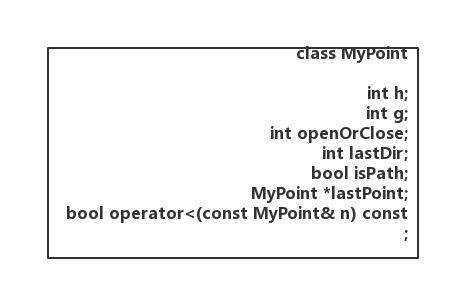 class MyPoint
int h;
int g;
int openOrClose;
int lastDir;
bool isPath;
MyPoint *lastPoint;
bool operator<(const MyPoint& n) const
;